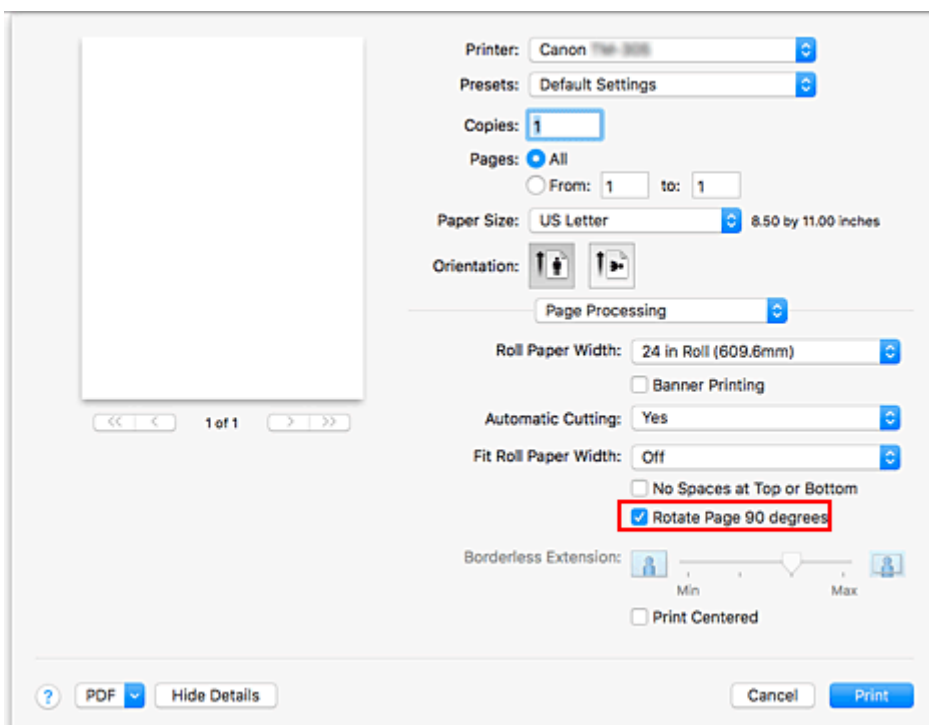 Printer: Canon
Presets: Default Settings
Copies: 1
Pages: All
From: 1 to: 1
Paper Size: US Letter 8.50 by 11.00 inches
Orientation:
Page Processing
Roll Paper Width: 24 in Roll (609.6mm)
Banner Printing
<< < 1 of 1 > >>
Automatic Cutting: Yes
Fit Roll Paper Width: Off
No Spaces at Top or Bottom
Rotate Page 90 degrees
Borderless Extension:
Min Max
Print Centered
? PDF Hide Details Cancel Print